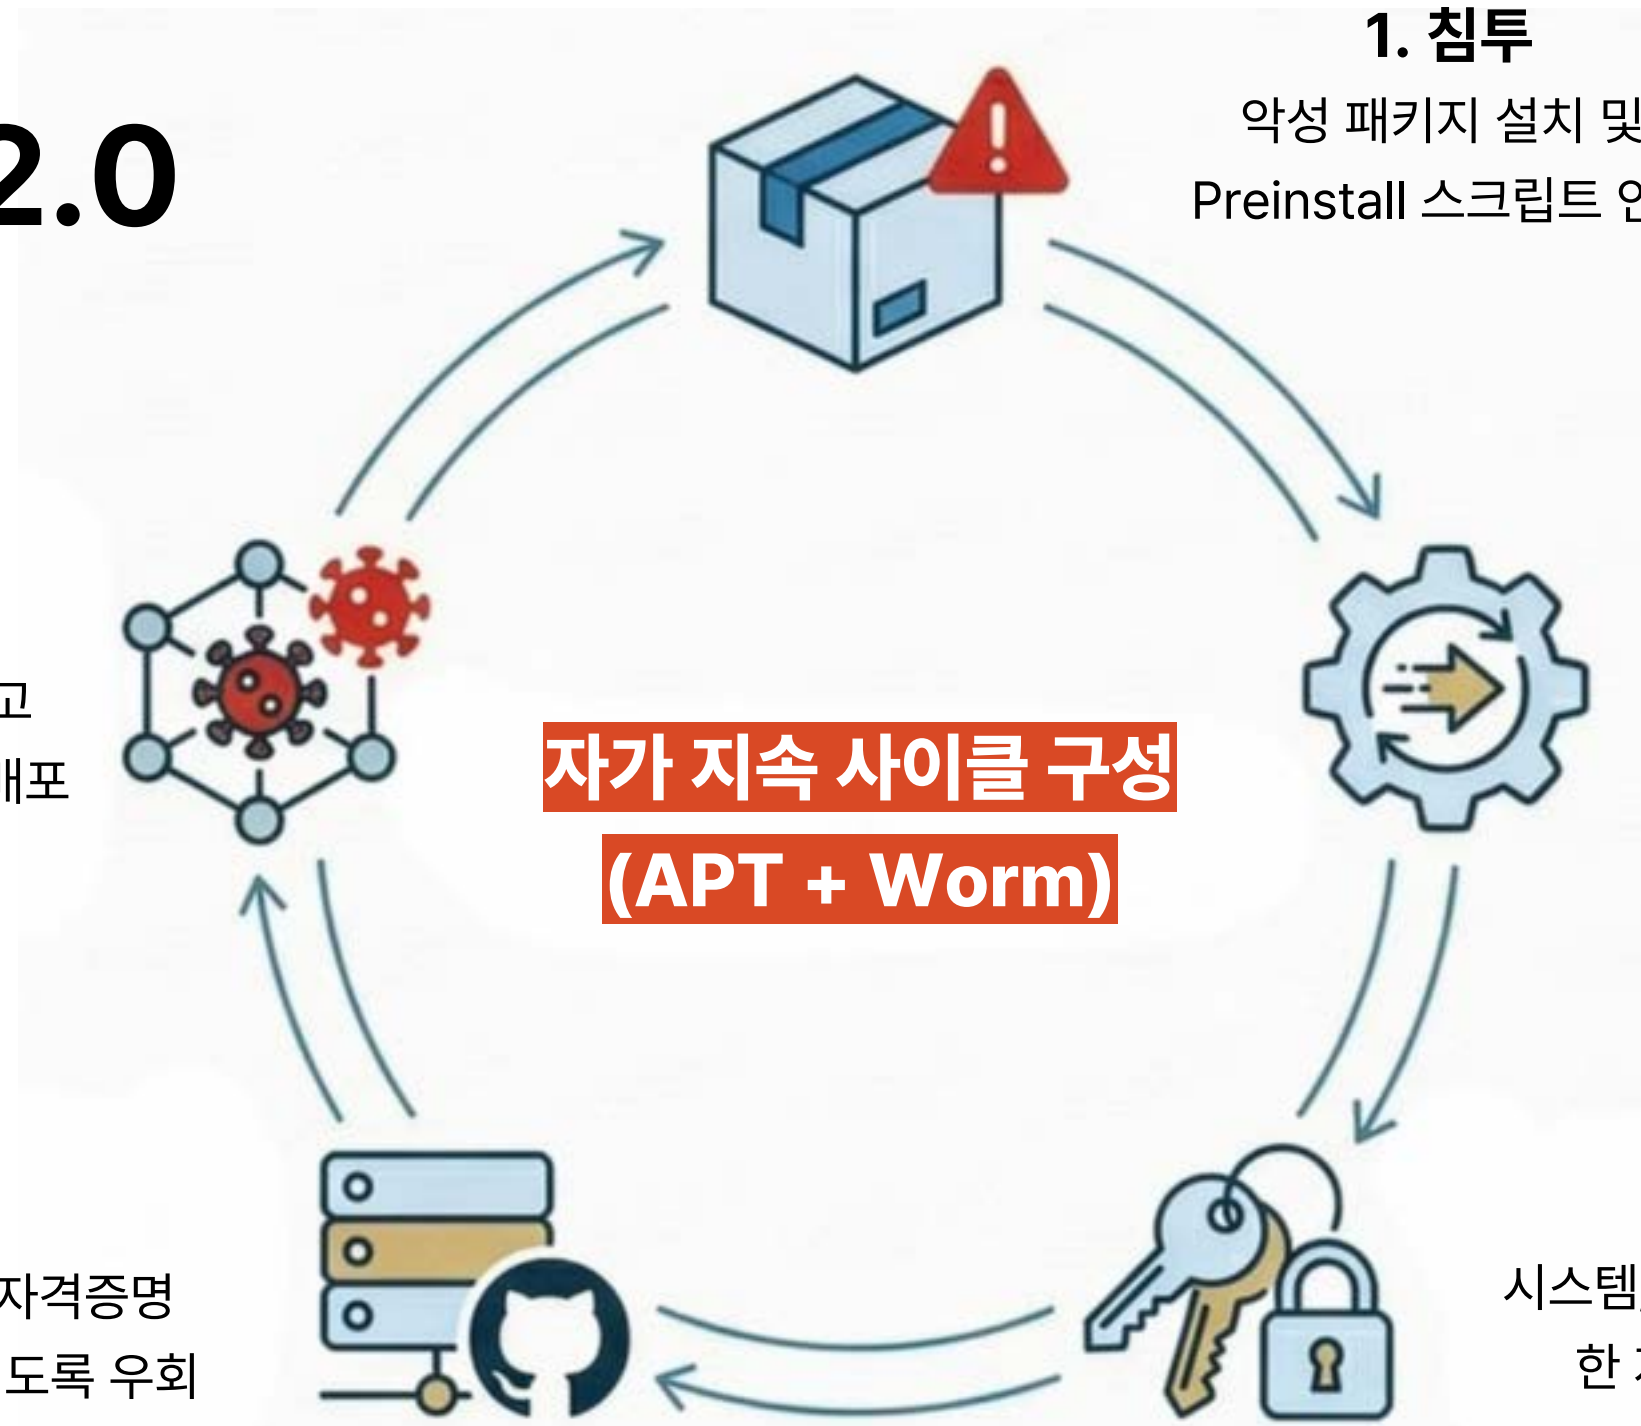 1. 침투
악성 패키지 설치 및
Preinstall 스크립트
2.0
고
배포
자가 지속 사이클 구성
(APT + Worm)
자격증명
도록 우회
시스템
한